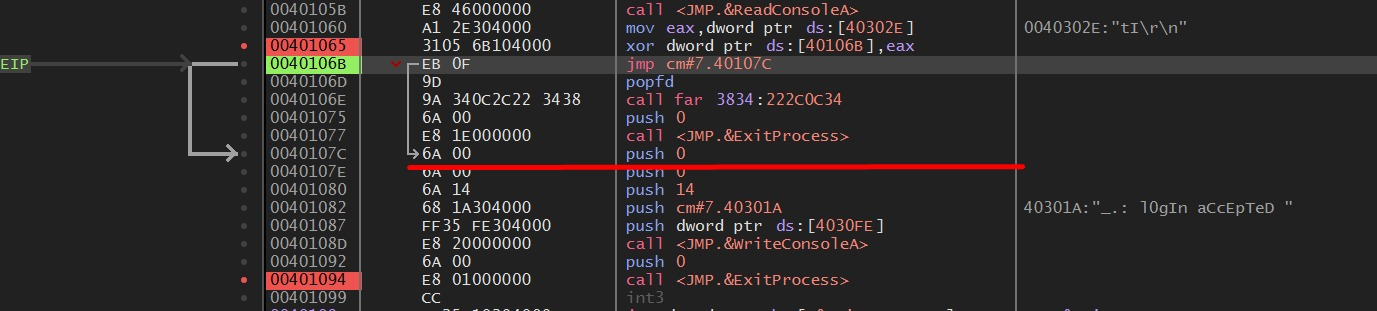 0040105B E8 46000000 call <JMP.&ReadConsoleA>
00401060 A1 2E304000 mov eax,dword ptr ds:[40302E] 0040302E:"tI\r\n"
00401065 3105 6B104000 xor dword ptr ds:[40106B],eax
EIP 0040106B EB 0F jmp cm#7.40107C
0040106D 9D popfd
0040106E 9A 340C2C22 3438 call far 3834:222C0C34
00401075 6A 00 push 0
00401077 E8 1E000000 call <JMP.&ExitProcess>
0040107C 6A 00 push 0
0040107E 6A 00 push 0
00401080 6A 14 push 14
00401082 68 1A304000 push cm#7.40301A 40301A:"_.: l0gIn aCcEpTeD "
00401087 FF35 FE304000 push dword ptr ds:[4030FE]
0040108D E8 20000000 call <JMP.&WriteConsoleA>
00401092 6A 00 push 0
00401094 E8 01000000 call <JMP.&ExitProcess>
00401099 CC int3